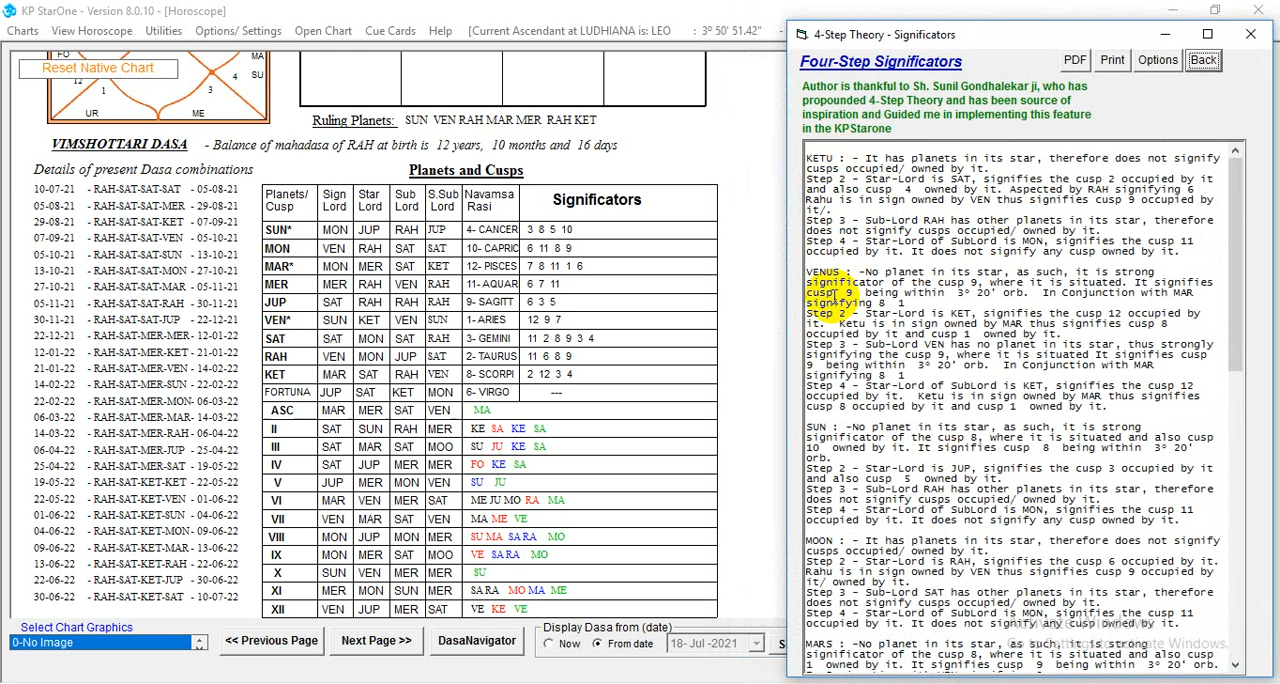 KP StarOne - Version 8.0.10 - [Horoscope]
Charts View Horoscope Utilities Options/ Settings Open Chart Cue Cards Help [Current Ascendant at LUDHIANA is: LEO : 3º 50' 51.42" -
FO
MA
Reset Native Chart
4 SU
12
1
3
UR ME
Ruling Planets: SUN VEN RAH MAR MER RAH KET
VIMSHOTTARI DASA - Balance of mahadasa of RAH at birth is 12 years, 10 months and 16 days
Details of present Dasa combinations
10-07-21 - RAH-SAT-SAT-SAT - 05-08-21
05-08-21 - RAH-SAT-SAT-MER - 29-08-21
29-08-21 - RAH-SAT-SAT-KET - 07-09-21
07-09-21 - RAH-SAT-SAT-VEN - 05-10-21
05-10-21 - RAH-SAT-SAT-SUN - 13-10-21
13-10-21 - RAH-SAT-SAT-MON - 27-10-21
27-10-21 - RAH-SAT-SAT-MAR - 05-11-21
05-11-21 - RAH-SAT-SAT-RAH - 30-11-21
30-11-21 - RAH-SAT-SAT-JUP - 22-12-21
22-12-21 - RAH-SAT-MER-MER - 12-01-22
12-01-22 - RAH-SAT-MER-KET - 21-01-22
21-01-22 - RAH-SAT-MER-VEN - 14-02-22
14-02-22 - RAH-SAT-MER-SUN - 22-02-22
22-02-22 - RAH-SAT-MER-MON - 06-03-22
06-03-22 - RAH-SAT-MER-MAR - 14-03-22
14-03-22 - RAH-SAT-MER-RAH - 06-04-22
06-04-22 - RAH-SAT-MER-JUP - 25-04-22
25-04-22 - RAH-SAT-MER-SAT - 19-05-22
19-05-22 - RAH-SAT-KET-KET - 22-05-22
22-05-22 - RAH-SAT-KET-VEN - 01-06-22
01-06-22 - RAH-SAT-KET-SUN - 04-06-22
04-06-22 - RAH-SAT-KET-MON - 09-06-22
09-06-22 - RAH-SAT-KET-MAR - 13-06-22
13-06-22 - RAH-SAT-KET-RAH - 22-06-22
22-06-22 - RAH-SAT-KET-JUP - 30-06-22
30-06-22 - RAH-SAT-KET-SAT - 10-07-22
Planets and Cusps
Planets/ Cusp Sign Lord Star Lord Sub Lord S.Sub Lord Navamsa Rasi Significators
SUN* MON JUP RAH JUP 4- CANCER 3 8 5 10
MON VEN RAH SAT SAT 10- CAPRIC 6 11 8 9
MAR* MON MER SAT KET 12- PISCES 7 8 11 1 6
MER MER RAH VEN RAH 11- AQUAR 6 7 11
JUP SAT RAH RAH RAH 9- SAGITT 6 3 5
VEN* SUN KET VEN SUN 1- ARIES 12 9 7
SAT SAT MON SAT RAH 3- GEMINI 11 2 8 9 3 4
RAH VEN MON JUP SAT 2- TAURUS 11 6 8 9
KET MAR SAT RAH VEN 8- SCORPI 2 12 3 4
FORTUNA JUP SAT KET MON 6- VIRGO ---
ASC MAR MER SAT VEN MA
II SAT SUN RAH MER KE SA KE SA
III SAT MAR SAT MOO SU JU KE SA
IV SAT JUP MER MER FO KE SA
V JUP MER MON VEN SU JU
VI MAR VEN MER SAT ME JU MO RA MA
VII VEN MAR SAT VEN MA ME VE
VIII MON JUP MON MER SU MA SA RA MO
IX MON MER SAT MOO VE SA RA MO
X SUN VEN MER MER SU
XI MER MON SUN MER SA RA MO MA ME
XII VEN JUP MER SAT VE KE VE
Select Chart Graphics
0-No Image
<< Previous Page Next Page >> DasaNavigator
Display Dasa from (date)
Now From date 18- Jul -2021 S
4-Step Theory - Significators
Four-Step Significators PDF Print Options Back
Author is thankful to Sh. Sunil Gondhalekar ji, who has
propounded 4-Step Theory and has been source of
inspiration and Guided me in implementing this feature
in the KPStarone
KETU : - It has planets in its star, therefore does not signify
cusps occupied/ owned by it.
Step 2 - Star-Lord is SAT, signifies the cusp 2 occupied by it
and also cusp 4 owned by it. Aspected by RAH signifying 6
Rahu is in sign owned by VEN thus signifies cusp 9 occupied by
it/.
Step 3 - Sub-Lord RAH has other planets in its star, therefore
does not signify cusps occupied/ owned by it.
Step 4 - Star-Lord of SubLord is MON, signifies the cusp 11
occupied by it. It does not signify any cusp owned by it.
VENUS : -No planet in its star, as such, it is strong
significator of the cusp 9, where it is situated. It signifies
cusp 9 being within 3º 20' orb. In Conjunction with MAR
signifying 8 1
Step 2 - Star-Lord is KET, signifies the cusp 12 occupied by
it. Ketu is in sign owned by MAR thus signifies cusp 8
occupied by it and cusp 1 owned by it.
Step 3 - Sub-Lord VEN has no planet in its star, thus strongly
signifying the cusp 9, where it is situated It signifies cusp
9 being within 3º 20' orb. In Conjunction with MAR
signifying 8 1
Step 4 - Star-Lord of SubLord is KET, signifies the cusp 12
occupied by it. Ketu is in sign owned by MAR thus signifies
cusp 8 occupied by it and cusp 1 owned by it.
SUN : -No planet in its star, as such, it is strong
significator of the cusp 8, where it is situated and also cusp
10 owned by it. It signifies cusp 8 being within 3º 20'
orb.
Step 2 - Star-Lord is JUP, signifies the cusp 3 occupied by it
and also cusp 5 owned by it.
Step 3 - Sub-Lord RAH has other planets in its star, therefore
does not signify cusps occupied/ owned by it.
Step 4 - Star-Lord of SubLord is MON, signifies the cusp 11
occupied by it. It does not signify any cusp owned by it.
MOON : - It has planets in its star, therefore does not signify
cusps occupied/ owned by it.
Step 2 - Star-Lord is RAH, signifies the cusp 6 occupied by it.
Rahu is in sign owned by VEN thus signifies cusp 9 occupied by
it/ owned by it.
Step 3 - Sub-Lord SAT has other planets in its star, therefore
does not signify cusps occupied/ owned by it.
Step 4 - Star-Lord of SubLord is MON, signifies the cusp 11
occupied by it. It does not signify any cusp owned by it.
MARS : -No planet in its star, as such, it is strong
significator of the cusp 8, where it is situated and also cusp
1 owned by it. It signifies cusp 9 being within 3º 20' orb.